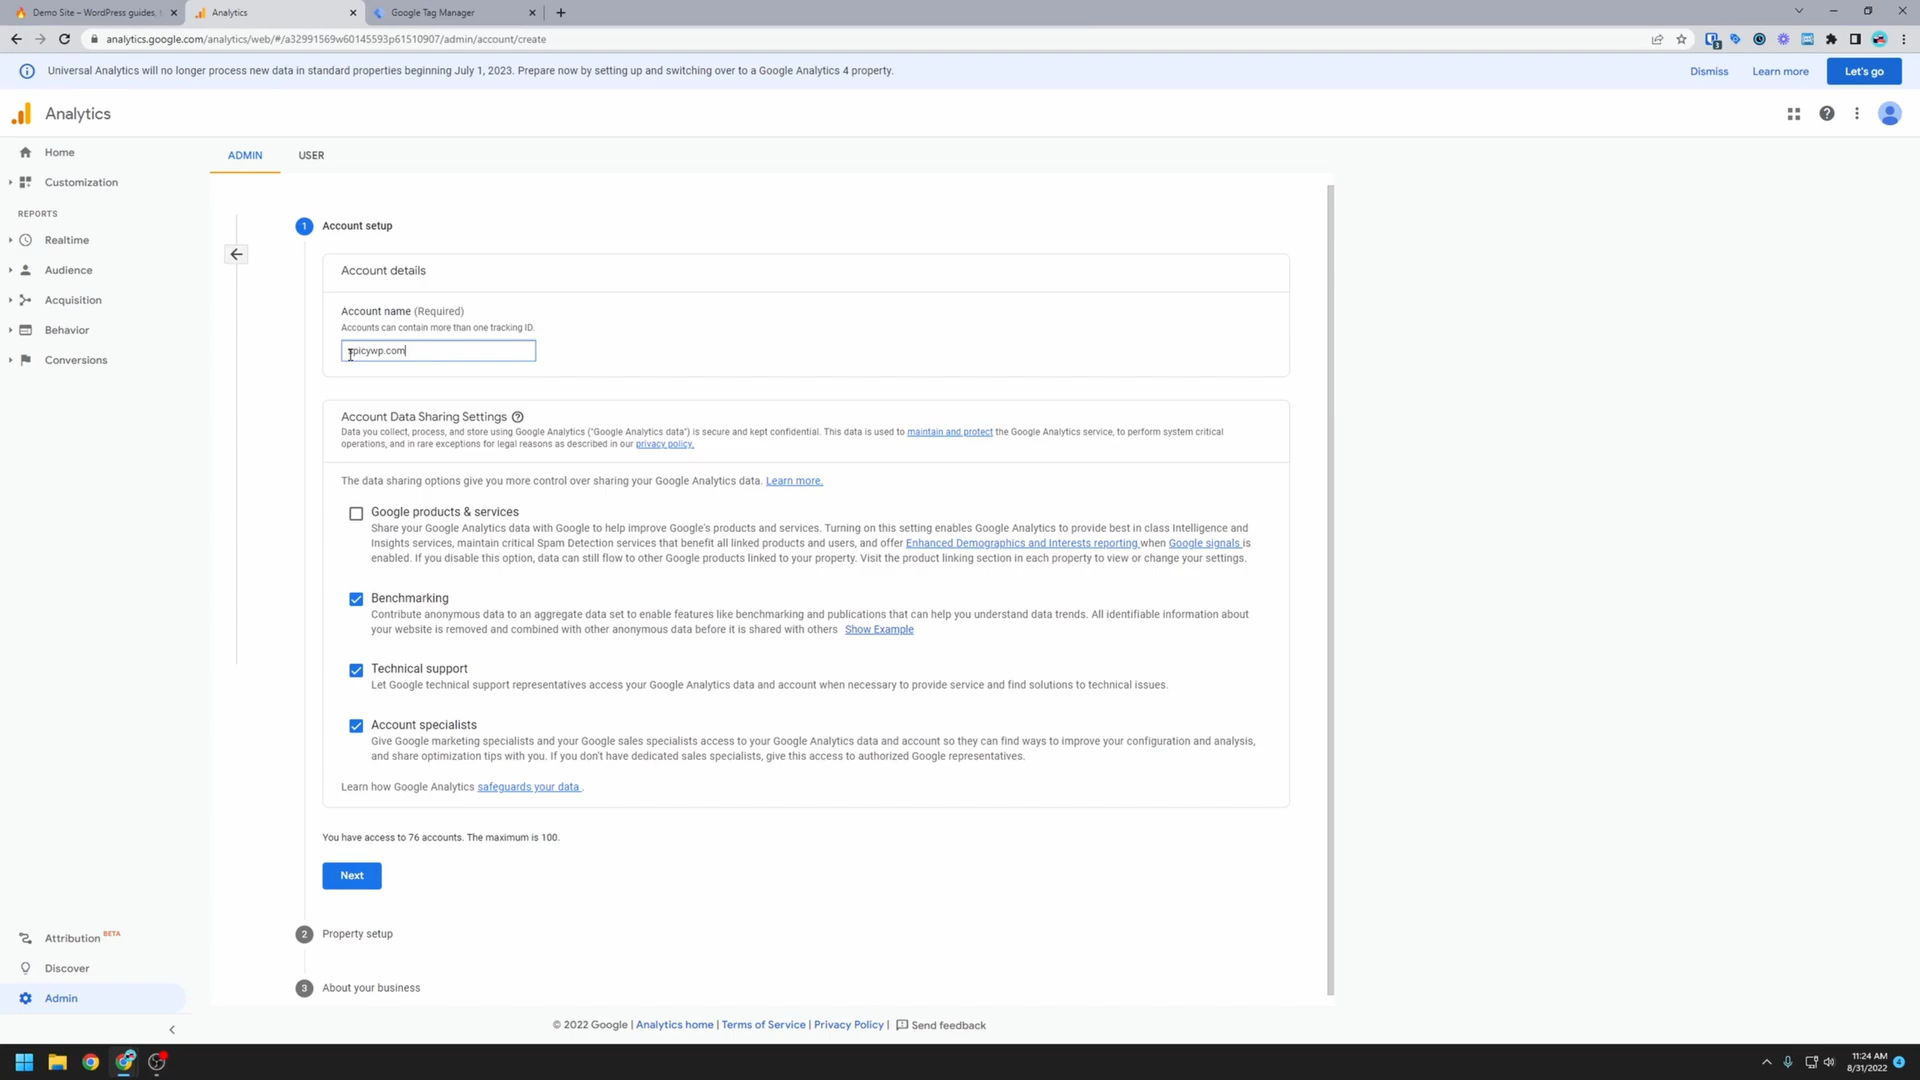 Demo Site – WordPress guides,
Analytics
Google Tag Manager
analytics.google.com/analytics/web/#/a32991569w60145593p61510907/admin/account/create
Universal Analytics will no longer process new data in standard properties beginning July 1, 2023. Prepare now by setting up and switching over to a Google Analytics 4 property.
Dismiss
Learn more
Let's go
Analytics
Home
Customization
REPORTS
Realtime
Audience
Acquisition
Behavior
Conversions
Attribution BETA
Discover
Admin
ADMIN
USER
1 Account setup
Account details
Account name (Required)
Accounts can contain more than one tracking ID.
Account Data Sharing Settings
Data you collect, process, and store using Google Analytics ("Google Analytics data") is secure and kept confidential. This data is used to maintain and protect the Google Analytics service, to perform system critical
operations, and in rare exceptions for legal reasons as described in our privacy policy.
The data sharing options give you more control over sharing your Google Analytics data. Learn more.
Google products & services
Share your Google Analytics data with Google to help improve Google's products and services. Turning on this setting enables Google Analytics to provide best in class Intelligence and
Insights services, maintain critical Spam Detection services that benefit all linked products and users, and offer Enhanced Demographics and Interests reporting when Google signals is
enabled. If you disable this option, data can still flow to other Google products linked to your property. Visit the product linking section in each property to view or change your settings.
Benchmarking
Contribute anonymous data to an aggregate data set to enable features like benchmarking and publications that can help you understand data trends. All identifiable information about
your website is removed and combined with other anonymous data before it is shared with others Show Example
Technical support
Let Google technical support representatives access your Google Analytics data and account when necessary to provide service and find solutions to technical issues.
Account specialists
Give Google marketing specialists and your Google sales specialists access to your Google Analytics data and account so they can find ways to improve your configuration and analysis,
and share optimization tips with you. If you don't have dedicated sales specialists, give this access to authorized Google representatives.
Learn how Google Analytics safeguards your data .
You have access to 76 accounts. The maximum is 100.
Next
2 Property setup
3 About your business
© 2022 Google | Analytics home | Terms of Service | Privacy Policy | Send feedback
11:24 AM
8/31/2022
4